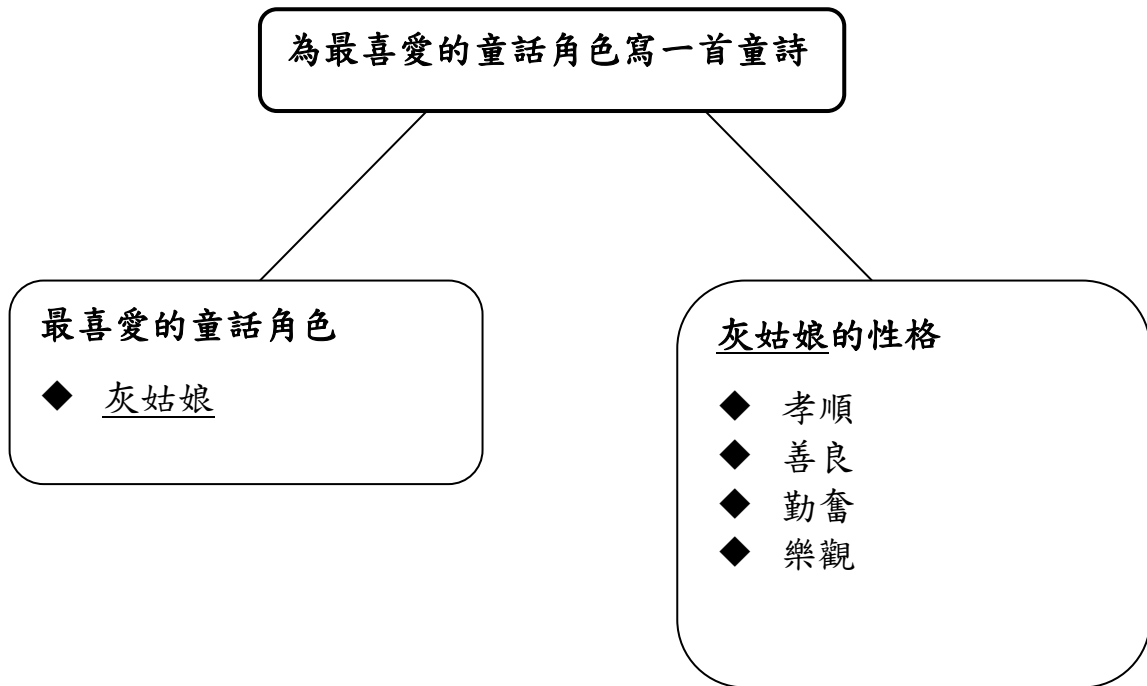 為最喜愛的童話角色寫一首童詩
最喜愛的童話角色
◆ 灰姑娘
灰姑娘的性格
◆ 孝順
◆ 善良
◆ 勤奮
◆ 樂觀